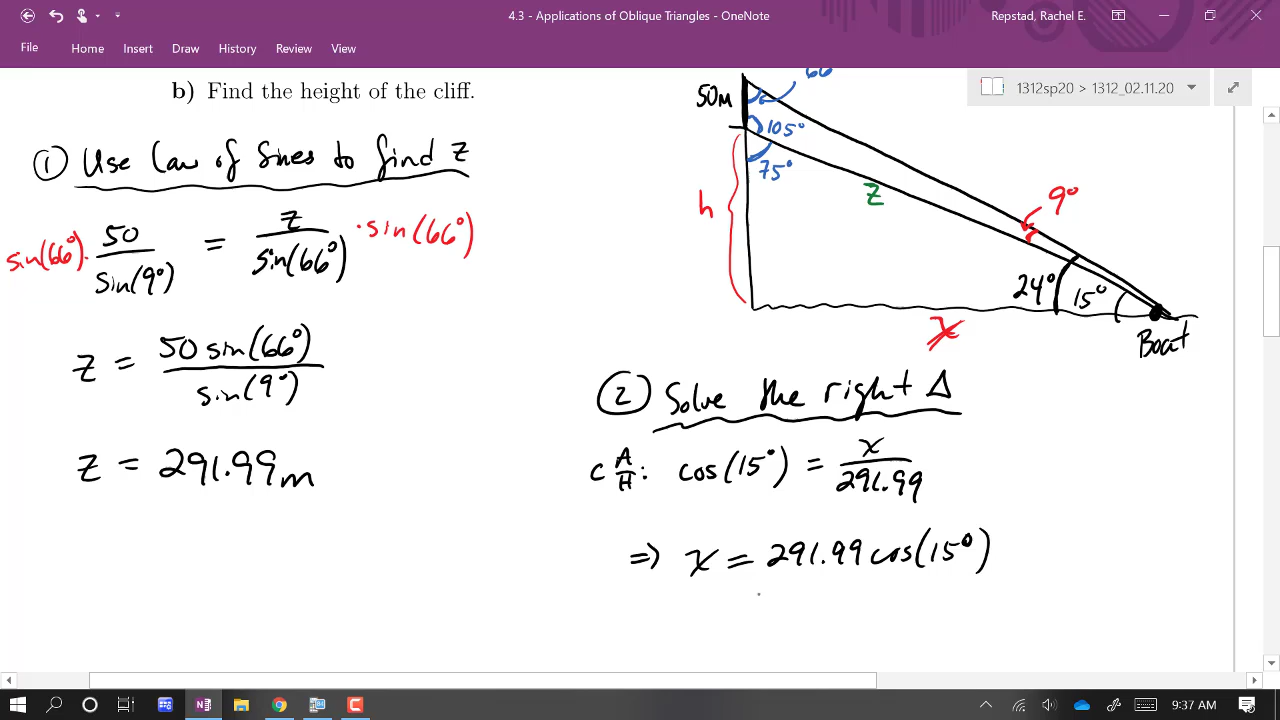 4.3 - Applications of Oblique Triangles - OneNote
Repstad, Rachel E.
File Home Insert Draw History Review View
1312sp20 > 1312_02.11.20
b) Find the height of the cliff.
① Use Law of Sines to find z
sin(66°)· 50/sin(9°) = z/sin(66°) ·sin(66°)
z = 50 sin(66°)/sin(9°)
z = 291.99m
66
50m
105°
75°
h
z
9°
24°
15°
x
Boat
② Solve the right Δ
C A/H: cos(15°) = x/291.99
⇒ x = 291.99 cos(15°)
9:37 AM